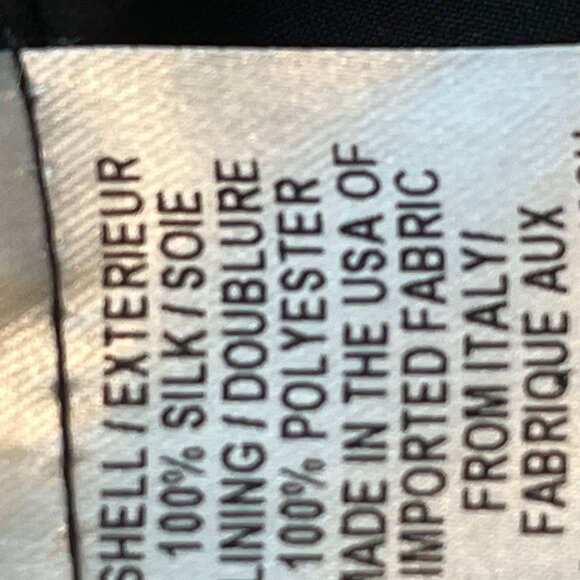 SHELL / EXTERIEUR
100% SILK / SOIE
LINING / DOUBLURE
100% POLYESTER
MADE IN THE USA OF
IMPORTED FABRIC
FROM ITALY/
FABRIQUE AUX